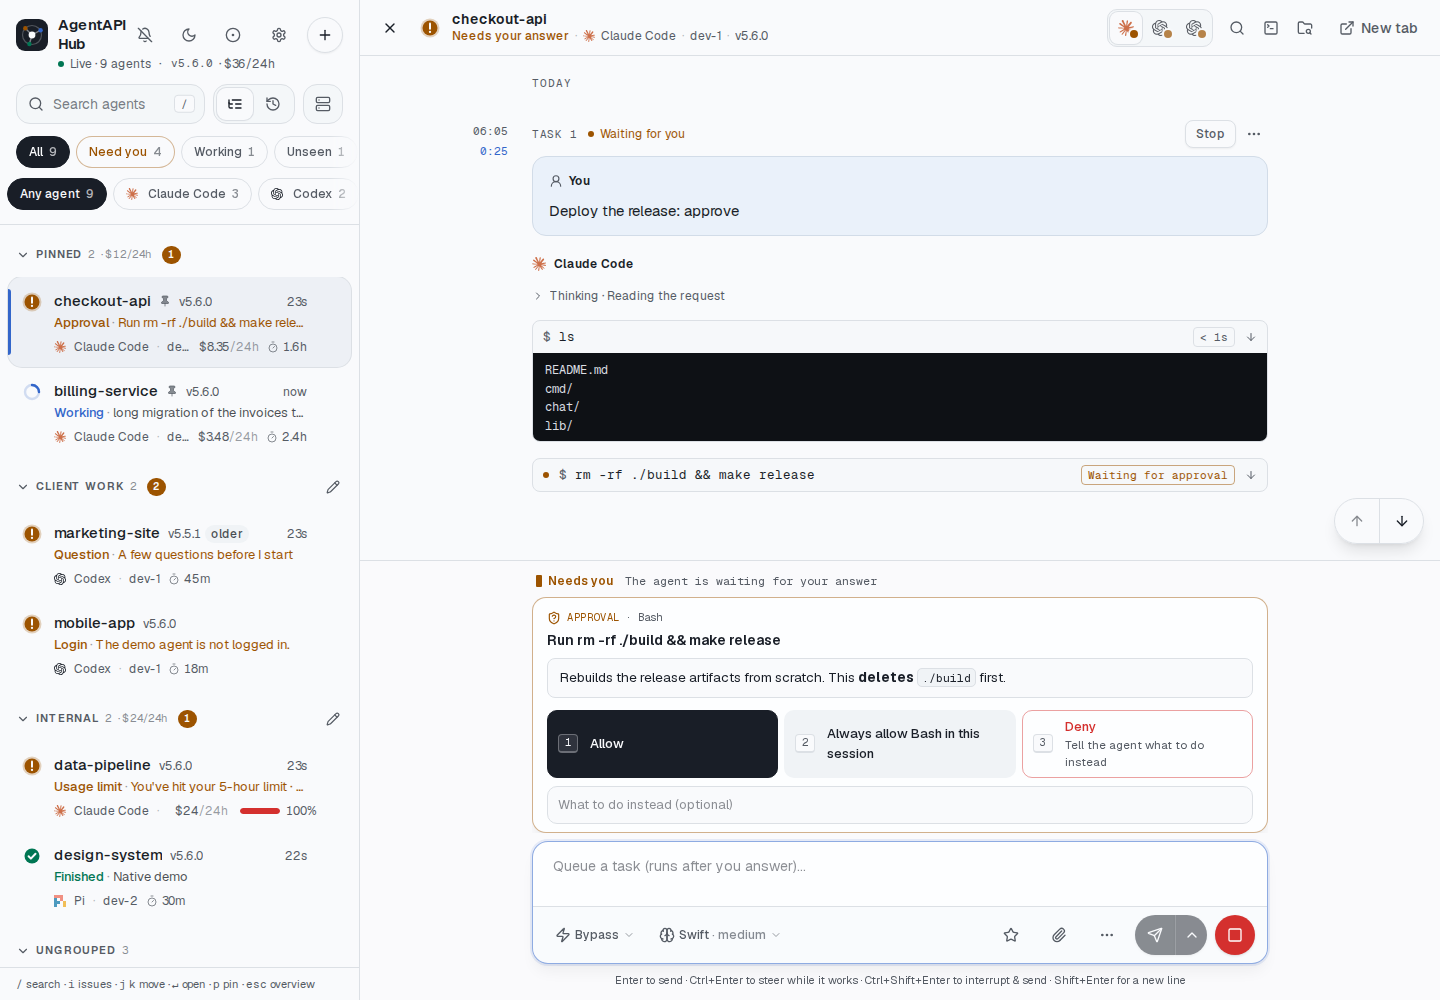 AgentAPI Hub
Live · 9 agents · v5.6.0 · $36/24h
Search agents /
All 9
Need you 4
Working 1
Unseen 1
Any agent 9
Claude Code 3
Codex 2
PINNED 2 · $12/24h 1
checkout-api v5.6.0 23s
Approval · Run rm -rf ./build && make rele…
Claude Code · de… $8.35/24h 1.6h
billing-service v5.6.0 now
Working · long migration of the invoices t…
Claude Code · de… $3.48/24h 2.4h
CLIENT WORK 2 2
marketing-site v5.5.1 older 23s
Question · A few questions before I start
Codex · dev-1 45m
mobile-app v5.6.0
Login · The demo agent is not logged in.
Codex · dev-1 18m
INTERNAL 2 · $24/24h 1
data-pipeline v5.6.0 23s
Usage limit · You've hit your 5-hour limit · …
Claude Code · $24/24h 100%
design-system v5.6.0 22s
Finished · Native demo
Pi · dev-2 30m
UNGROUPED 3
/ search · i issues · j k move · ↵ open · p pin · esc overview
checkout-api
Needs your answer · Claude Code · dev-1 · v5.6.0
New tab
TODAY
06:05
0:25
TASK 1 Waiting for you
Stop
You
Deploy the release: approve
Claude Code
Thinking · Reading the request
$ ls < 1s
README.md
cmd/
chat/
lib/
$ rm -rf ./build && make release Waiting for approval
Needs you The agent is waiting for your answer
APPROVAL · Bash
Run rm -rf ./build && make release
Rebuilds the release artifacts from scratch. This deletes ./build first.
1 Allow
2 Always allow Bash in this session
3 Deny
Tell the agent what to do instead
What to do instead (optional)
Queue a task (runs after you answer)…
Bypass
Swift · medium
Enter to send · Ctrl+Enter to steer while it works · Ctrl+Shift+Enter to interrupt & send · Shift+Enter for a new line